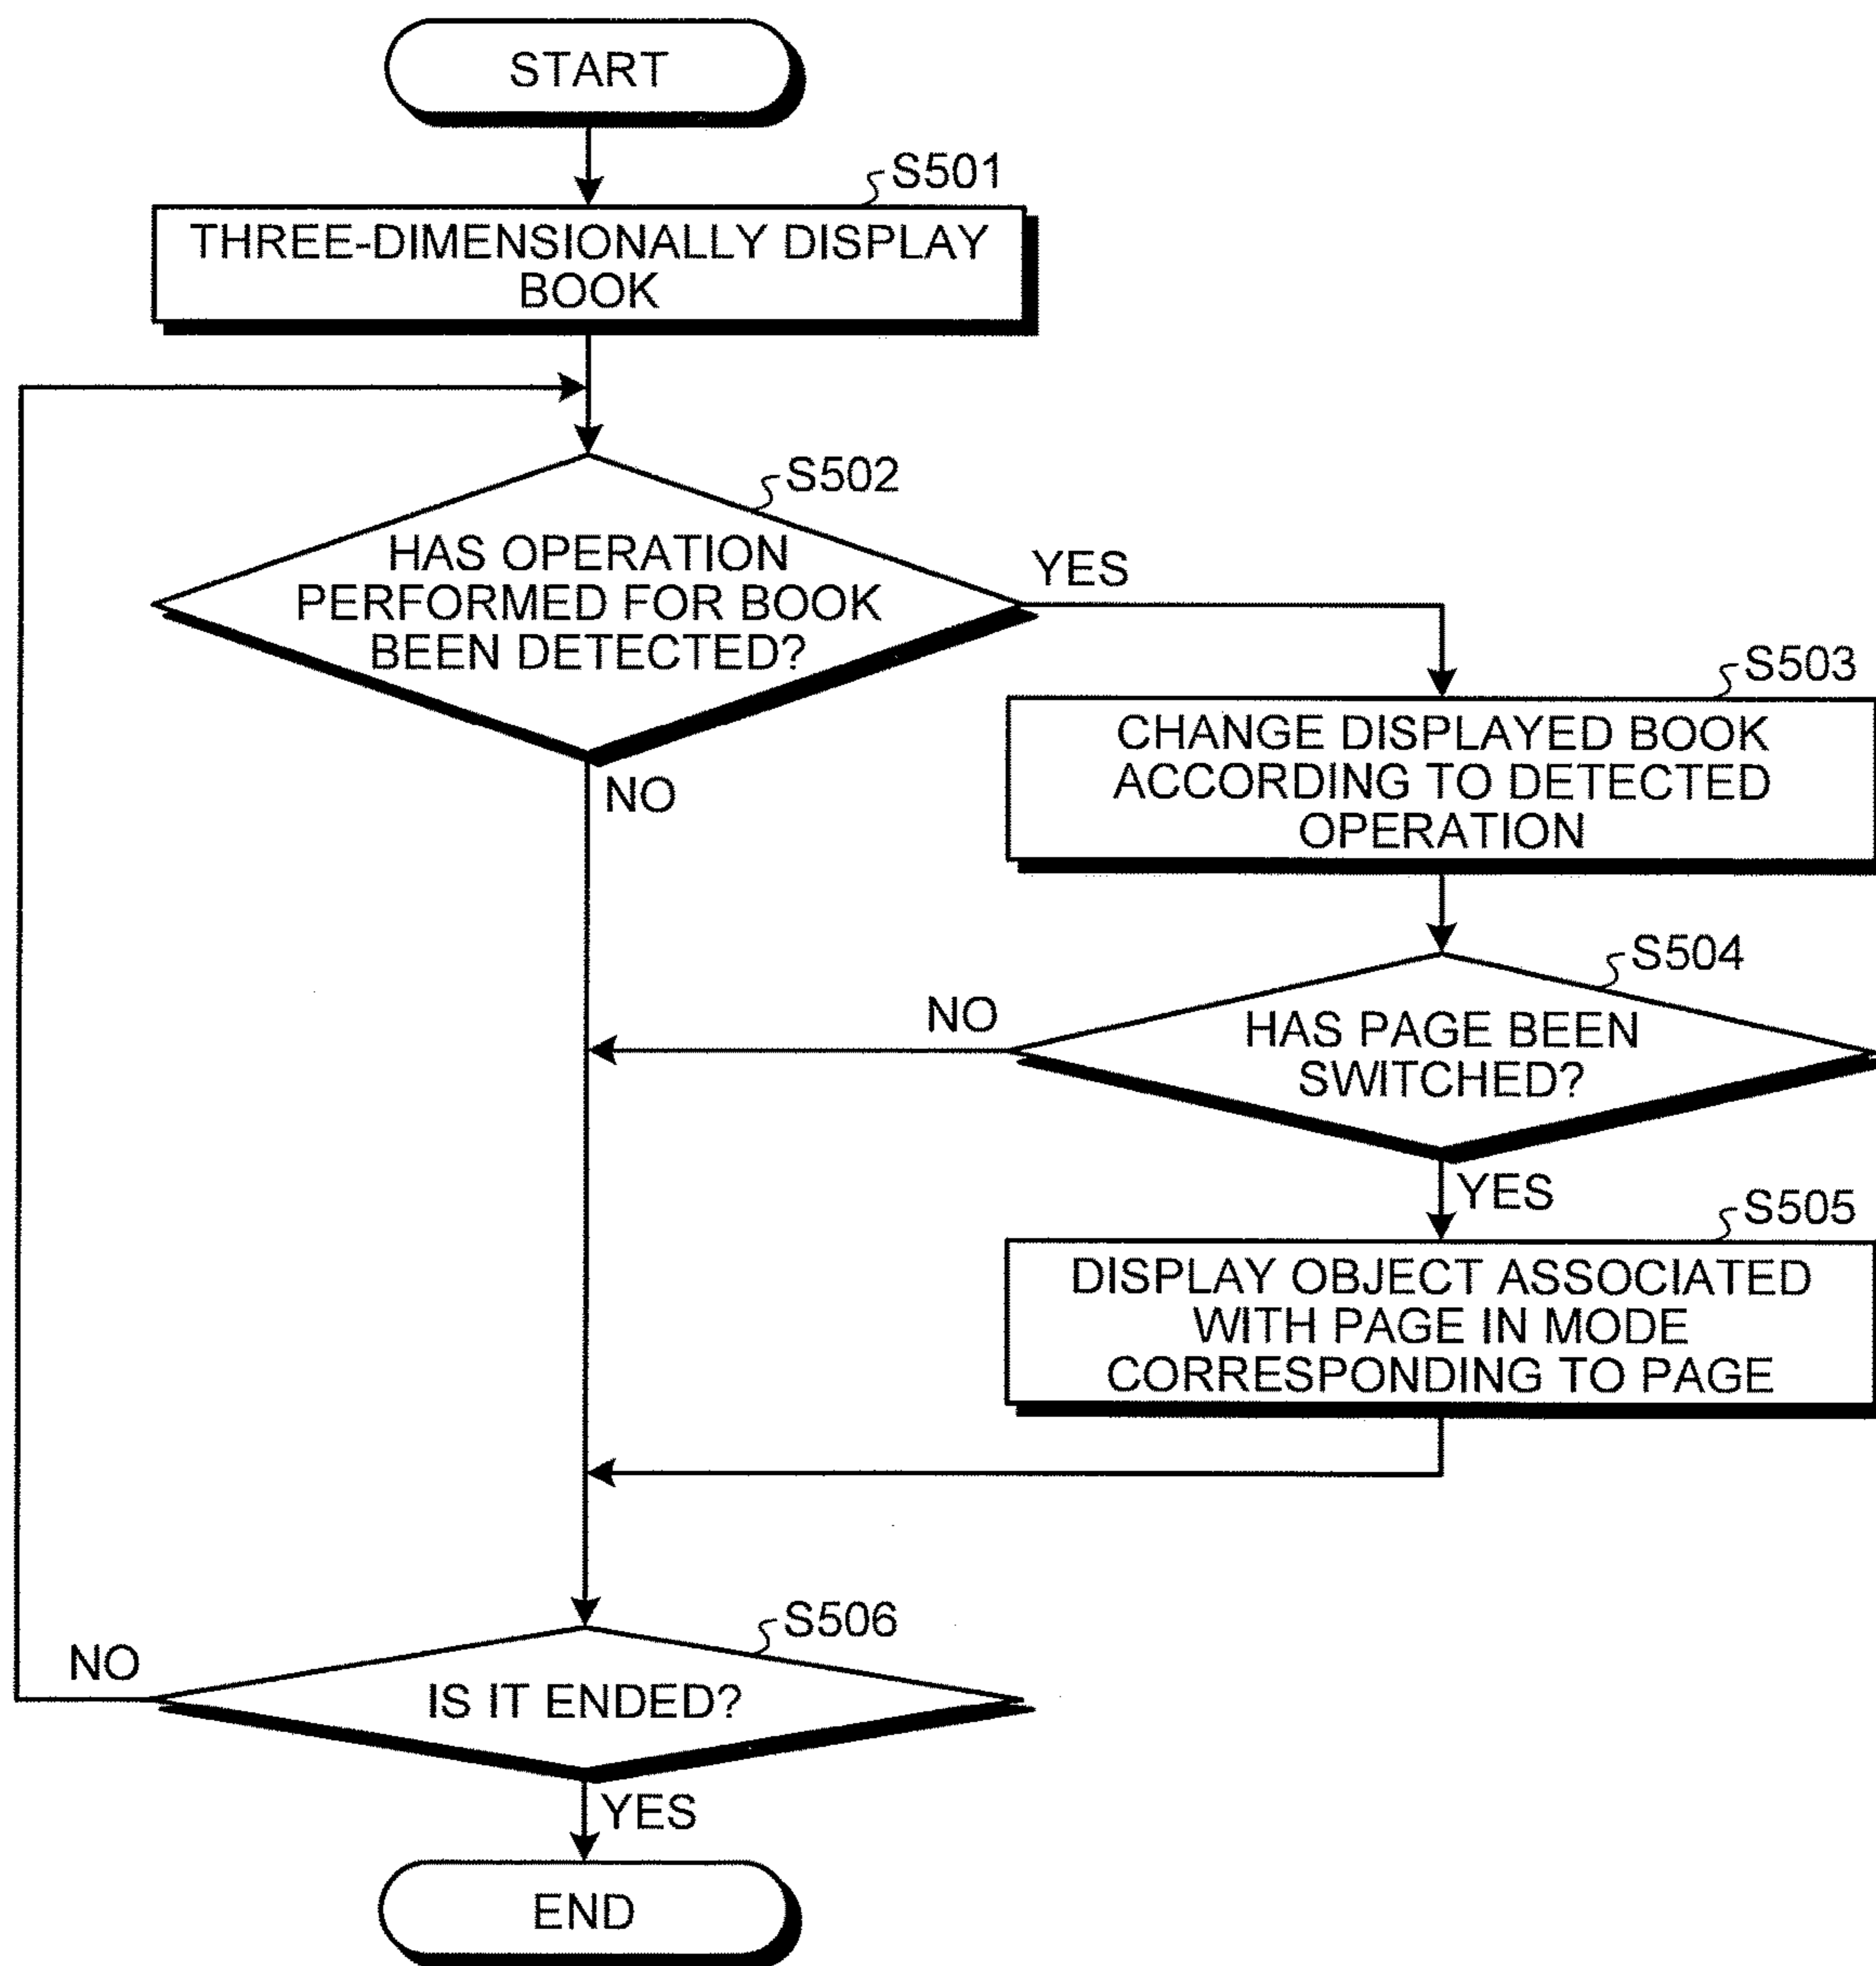 START
S501
THREE-DIMENSIONALLY DISPLAY
BOOK
S502
HAS OPERATION
PERFORMED FOR BOOK
BEEN DETECTED?
YES
NO
S503
CHANGE DISPLAYED BOOK
ACCORDING TO DETECTED
OPERATION
S504
HAS PAGE BEEN
SWITCHED?
NO
YES
S505
DISPLAY OBJECT ASSOCIATED
WITH PAGE IN MODE
CORRESPONDING TO PAGE
S506
IS IT ENDED?
NO
YES
END